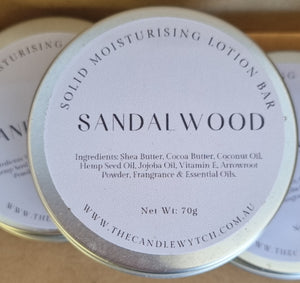 SOLID MOISTURISING LOTION BAR
SANDALWOOD
Ingredients: Shea Butter, Cocoa Butter, Coconut Oil,
Hemp Seed Oil, Jojoba Oil, Vitamin E, Arrowroot
Powder, Frangrance & Essential Oils.
Net Wt: 70g
WWW.THECANDLEWYTCH.COM.AU